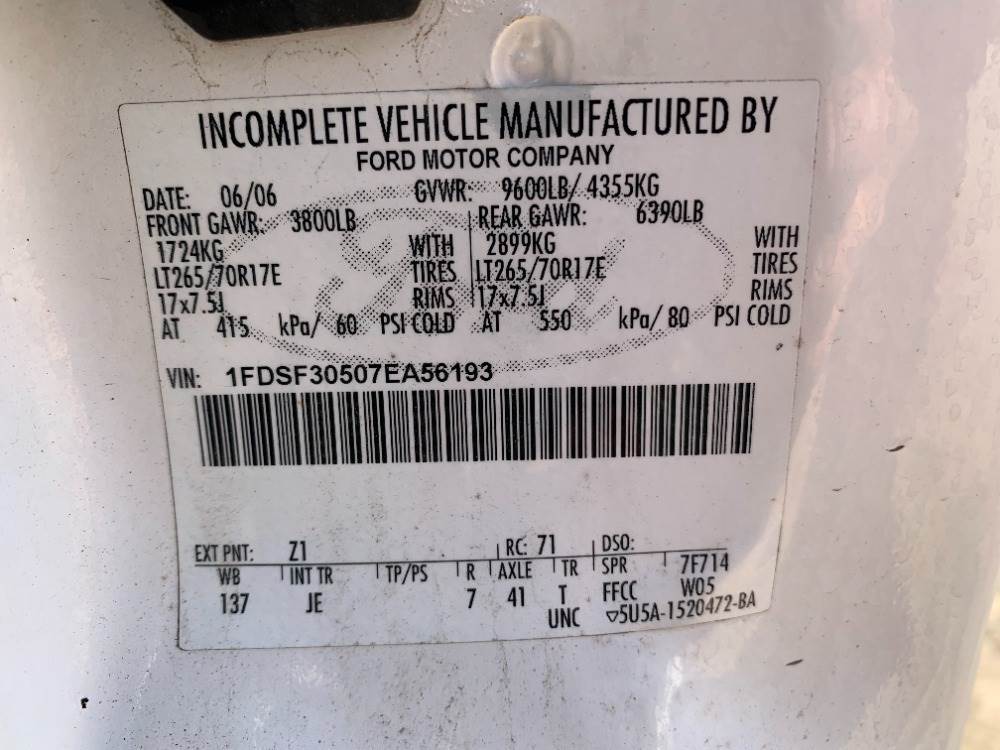 INCOMPLETE VEHICLE MANUFACTURED BY
FORD MOTOR COMPANY
DATE: 06/06 GVWR: 9600LB/ 4355KG
FRONT GAWR: 3800LB REAR GAWR: 6390LB
1724KG WITH 2899KG WITH
LT265/70R17E TIRES LT265/70R17E TIRES
17x7.5J RIMS 17x7.5J RIMS
AT 415 kPa/ 60 PSI COLD AT 550 kPa/ 80 PSI COLD
VIN: 1FDSF30507EA56193
EXT PNT: Z1 RC: 71 DSO:
WB INT TR TP/PS R AXLE TR SPR 7F714
137 JE 7 41 T FFCC W05
UNC ▽5U5A-1520472-BA